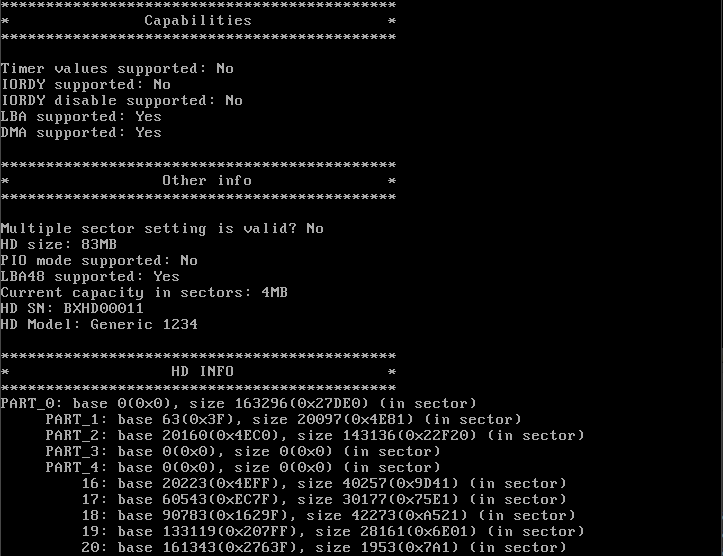 ********************************************
*               Capabilities               *
********************************************
Timer values supported: No
IORDY supported: No
IORDY disable supported: No
LBA supported: Yes
DMA supported: Yes
********************************************
*                 Other info               *
********************************************
Multiple sector setting is valid? No
HD size: 83MB
PIO mode supported: No
LBA48 supported: Yes
Current capacity in sectors: 4MB
HD SN: BXHD00011
HD Model: Generic 1234
********************************************
*                  HD INFO                 *
********************************************
PART_0: base 0(0x0), size 163296(0x27DE0) (in sector)
     PART_1: base 63(0x3F), size 20097(0x4E81) (in sector)
     PART_2: base 20160(0x4EC0), size 143136(0x22F20) (in sector)
     PART_3: base 0(0x0), size 0(0x0) (in sector)
     PART_4: base 0(0x0), size 0(0x0) (in sector)
         16: base 20223(0x4EFF), size 40257(0x9D41) (in sector)
         17: base 60543(0xEC7F), size 30177(0x75E1) (in sector)
         18: base 90783(0x1629F), size 42273(0xA521) (in sector)
         19: base 133119(0x207FF), size 28161(0x6E01) (in sector)
         20: base 161343(0x2763F), size 1953(0x7A1) (in sector)